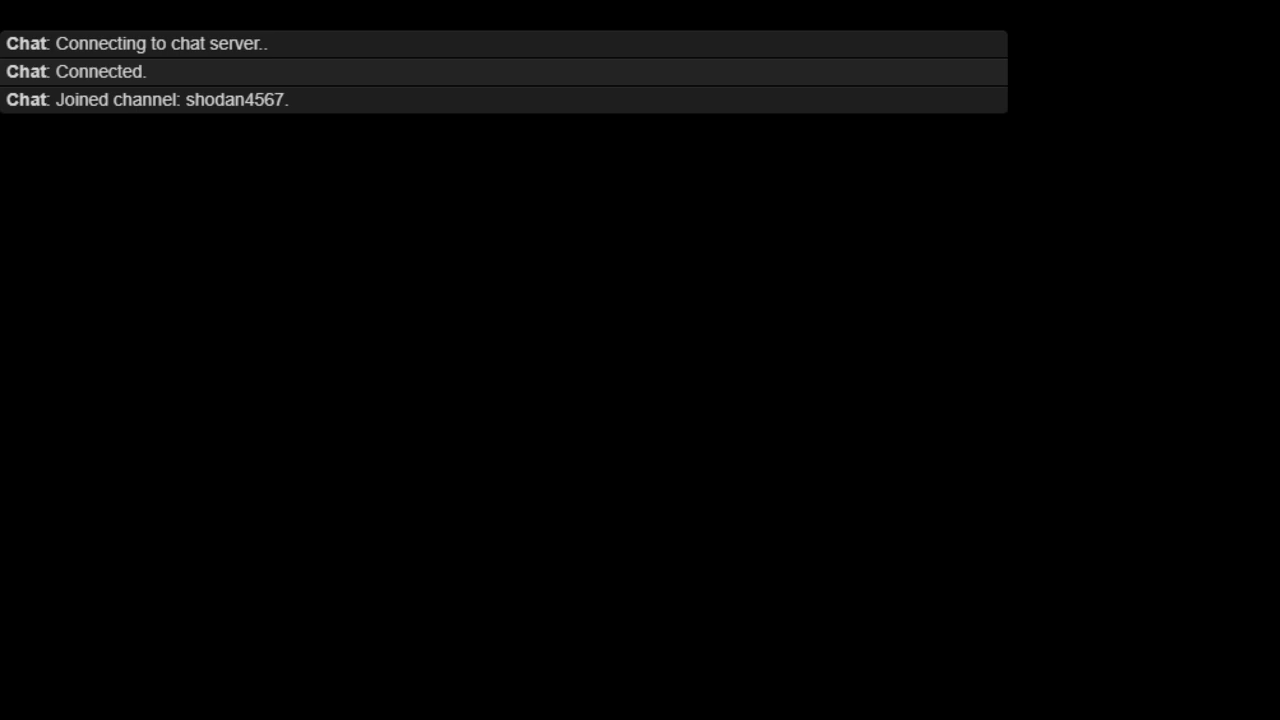 Chat: Connecting to chat server..
Chat: Connected.
Chat: Joined channel: shodan4567.